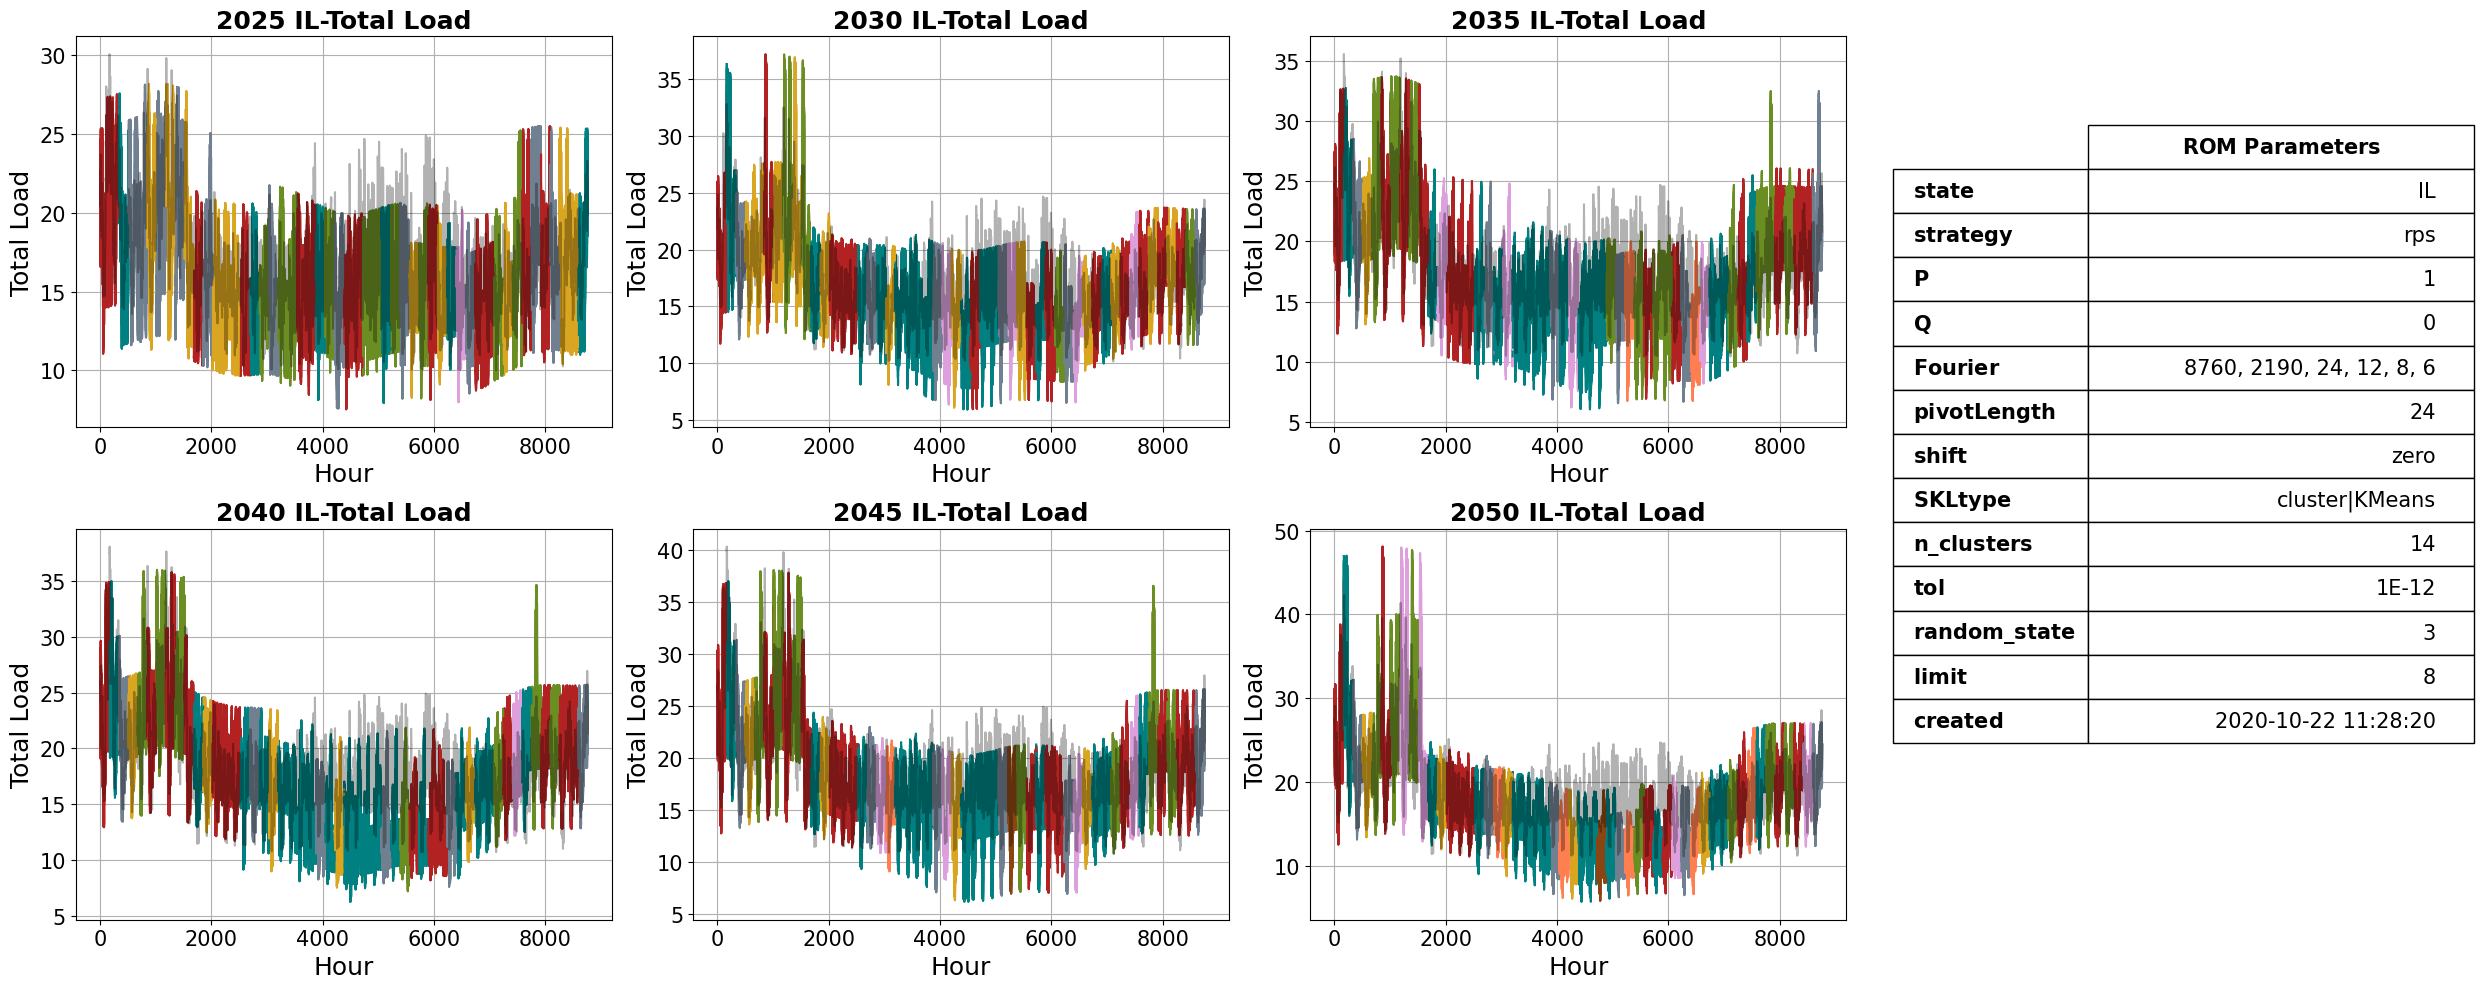 2025 IL-Total Load
Total Load
30
25
20
15
10
0 2000 4000 6000 8000
Hour
2030 IL-Total Load
Total Load
35
30
25
20
15
10
5
0 2000 4000 6000 8000
Hour
2035 IL-Total Load
Total Load
35
30
25
20
15
10
5
0 2000 4000 6000 8000
Hour
2040 IL-Total Load
Total Load
35
30
25
20
15
10
5
0 2000 4000 6000 8000
Hour
2045 IL-Total Load
Total Load
40
35
30
25
20
15
10
5
0 2000 4000 6000 8000
Hour
2050 IL-Total Load
Total Load
50
40
30
20
10
0 2000 4000 6000 8000
Hour
ROM Parameters
state IL
strategy rps
P 1
Q 0
Fourier 8760, 2190, 24, 12, 8, 6
pivotLength 24
shift zero
SKLtype cluster|KMeans
n_clusters 14
tol 1E-12
random_state 3
limit 8
created 2020-10-22 11:28:20